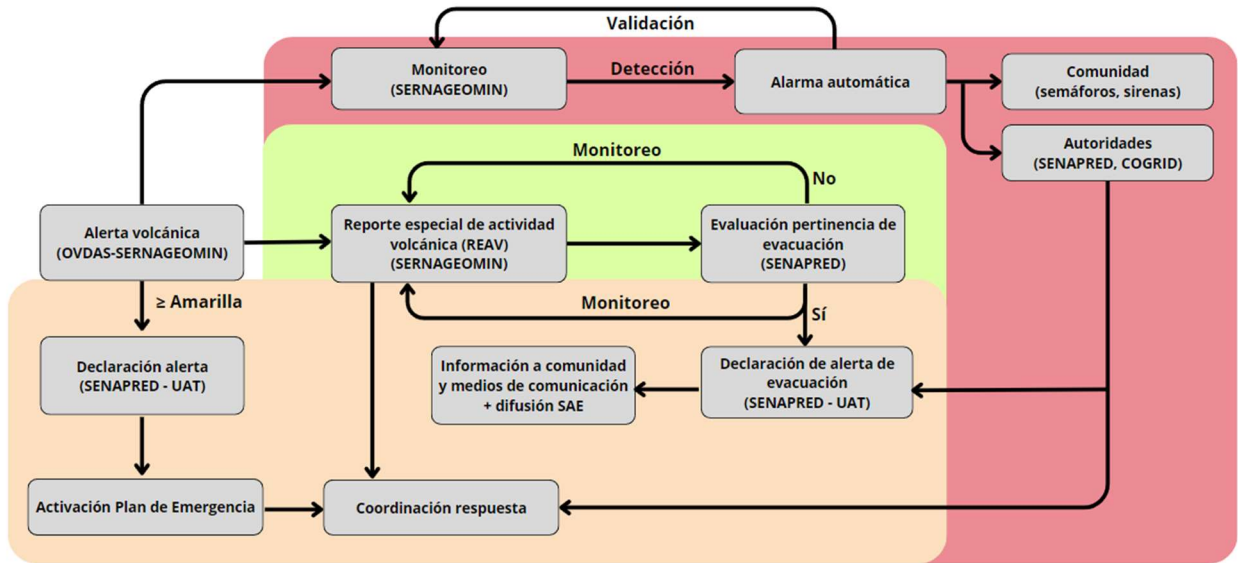 Validación
Monitoreo
(SERNAGEOMIN)
Detección
Alarma automática
Comunidad
(semáforos, sirenas)
Autoridades
(SENAPRED, COGRID)
Monitoreo
No
Alerta volcánica
(OVDAS-SERNAGEOMIN)
Reporte especial de actividad
volcánica (REAV)
(SERNAGEOMIN)
Evaluación pertinencia de
evacuación
(SENAPRED)
≥ Amarilla
Monitoreo
Sí
Declaración alerta
(SENAPRED - UAT)
Información a comunidad
y medios de comunicación
+ difusión SAE
Declaración de alerta de
evacuación
(SENAPRED - UAT)
Activación Plan de Emergencia
Coordinación respuesta